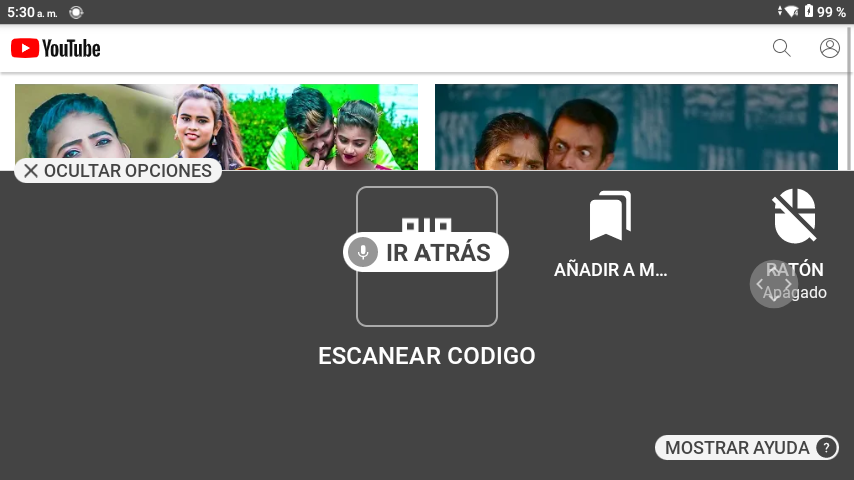 5:30 a. m.
99 %
YouTube
OCULTAR OPCIONES
IR ATRÁS
AÑADIR A M...
RATÓN
Apagado
ESCANEAR CODIGO
MOSTRAR AYUDA ?